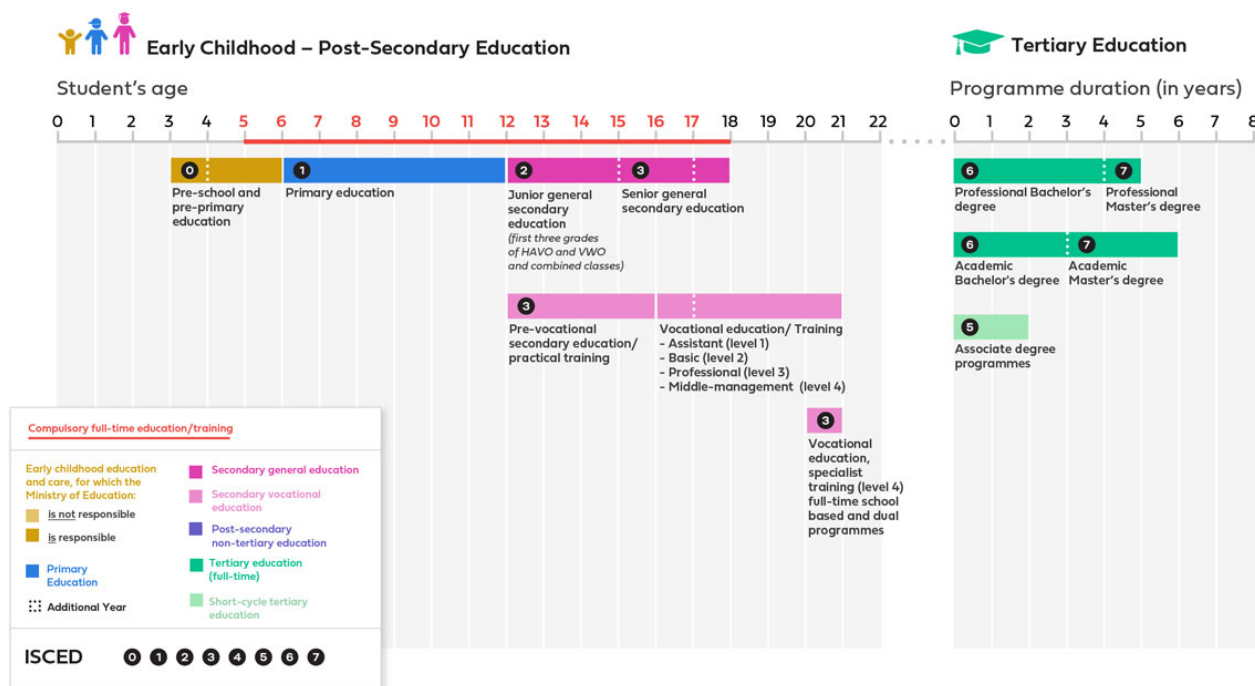 Early Childhood – Post-Secondary Education
Student's age
0 1 2 3 4 5 6 7 8 9 10 11 12 13 14 15 16 17 18 19 20 21 22
0
Pre-school and
pre-primary
education
1
Primary education
2
Junior general
secondary
education
(first three grades
of HAVO and VWO
and combined classes)
3
Senior general
secondary education
3
Pre-vocational
secondary education/
practical training
Vocational education/ Training
- Assistant (level 1)
- Basic (level 2)
- Professional (level 3)
- Middle-management (level 4)
3
Vocational
education,
specialist
training (level 4)
full-time school
based and dual
programmes
Tertiary Education
Programme duration (in years)
0 1 2 3 4 5 6 7 8
6
Professional Bachelor's
degree
7
Professional
Master's degree
6
Academic
Bachelor's degree
7
Academic
Master's degree
5
Associate degree
programmes
Compulsory full-time education/training
Early childhood education
and care, for which the
Ministry of Education:
is not responsible
is responsible
Primary
Education
Additional Year
Secondary general education
Secondary vocational
education
Post-secondary
non-tertiary education
Tertiary education
(full-time)
Short-cycle tertiary
education
ISCED 0 1 2 3 4 5 6 7